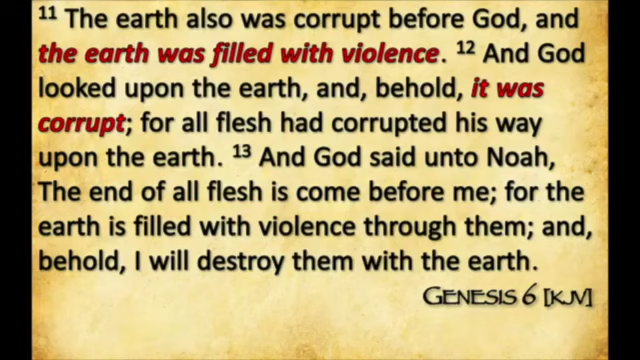 11 The earth also was corrupt before God, and
the earth was filled with violence. 12 And God
looked upon the earth, and, behold, it was
corrupt; for all flesh had corrupted his way
upon the earth. 13 And God said unto Noah,
The end of all flesh is come before me; for the
earth is filled with violence through them; and,
behold, I will destroy them with the earth.
GENESIS 6 [KJV]